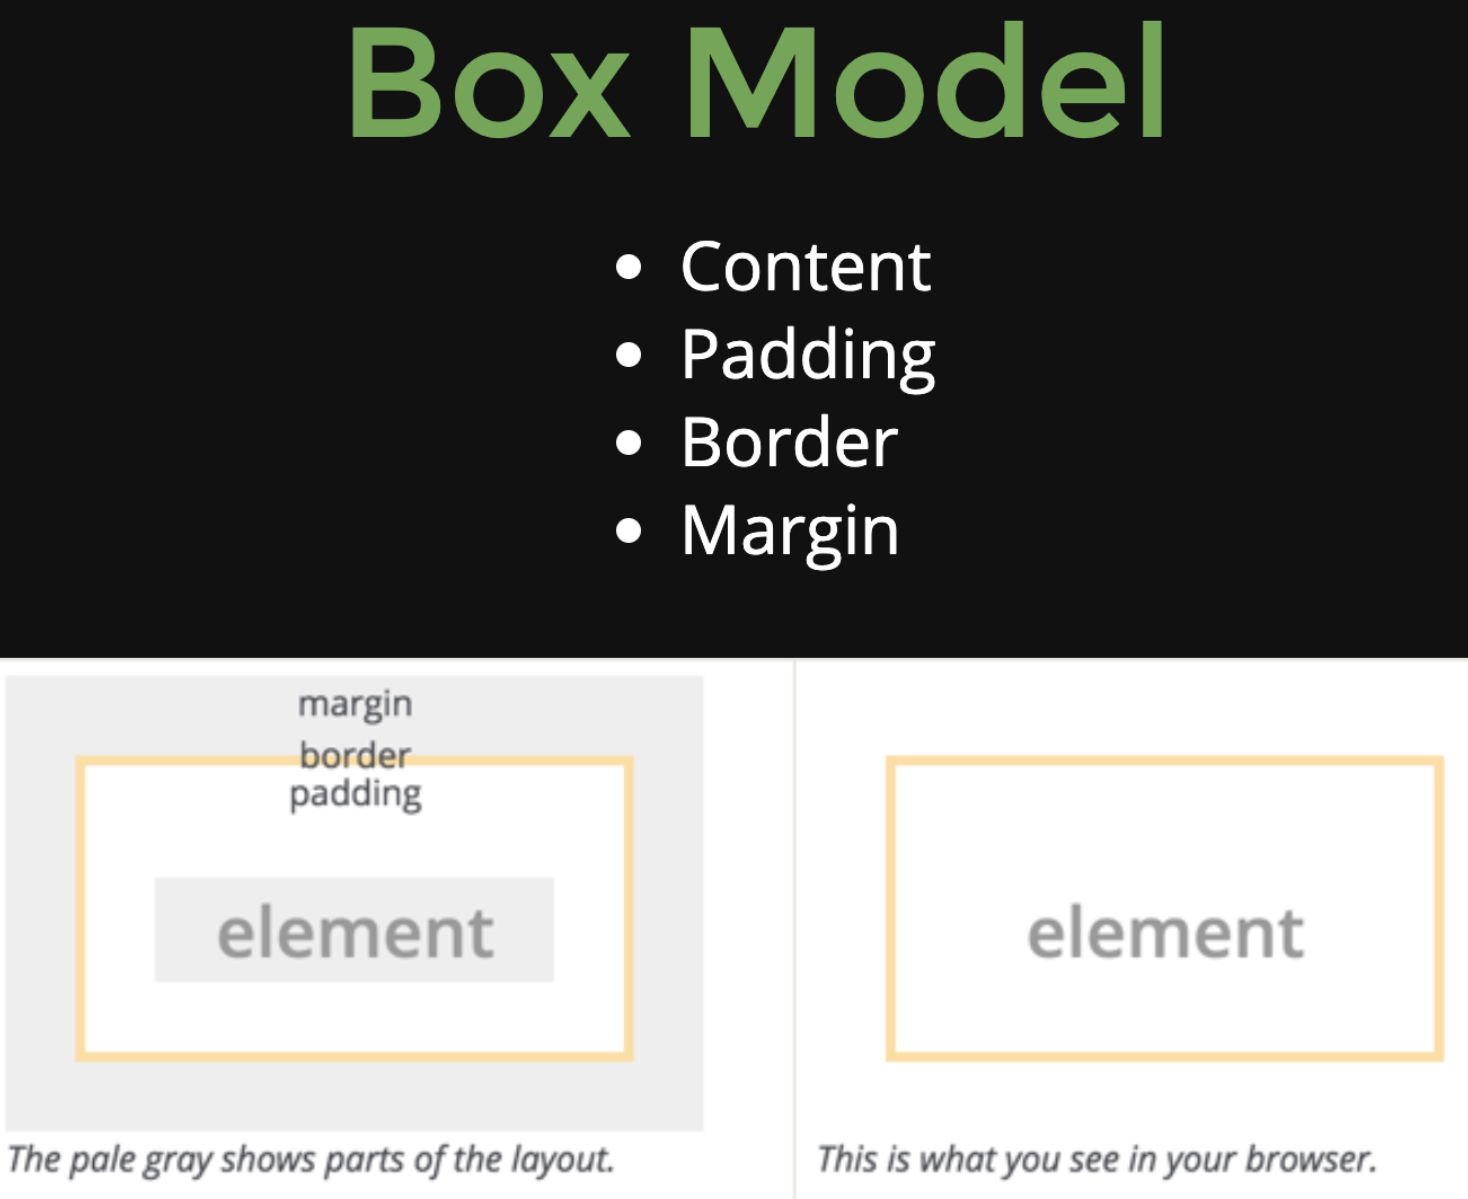 Box Model
• Content
• Padding
• Border
• Margin
margin
border
padding
element
The pale gray shows parts of the layout.
element
This is what you see in your browser.